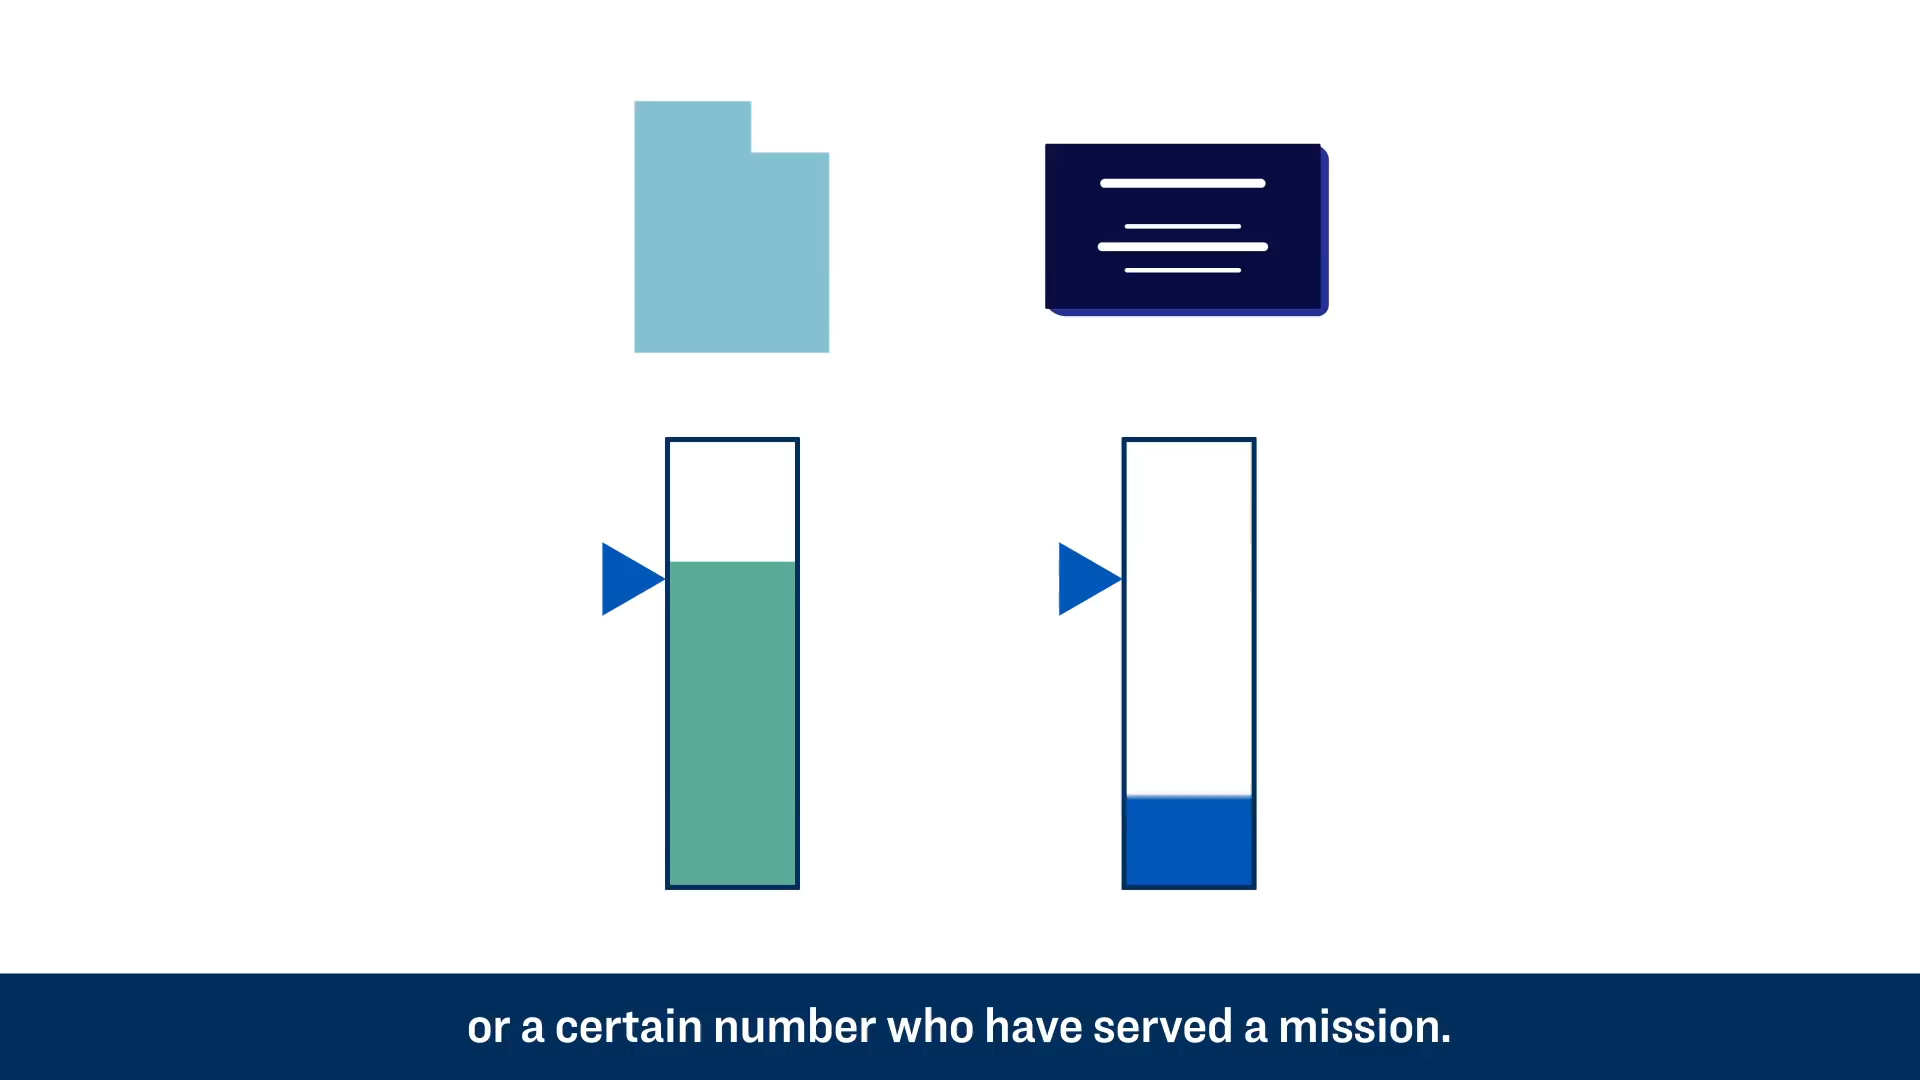 or a certain number who have served a mission.